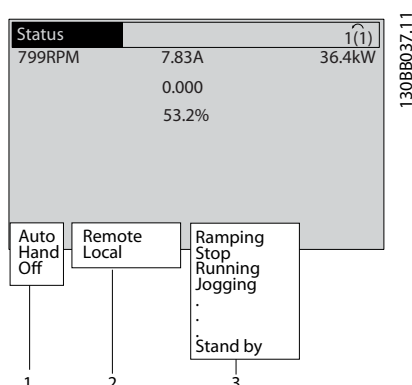 Status
1(1)
799RPM 7.83A 36.4kW
0.000
53.2%
Auto
Hand
Off
Remote
Local
Ramping
Stop
Running
Jogging
.
.
.
Stand by
1 2 3
130BB037.11